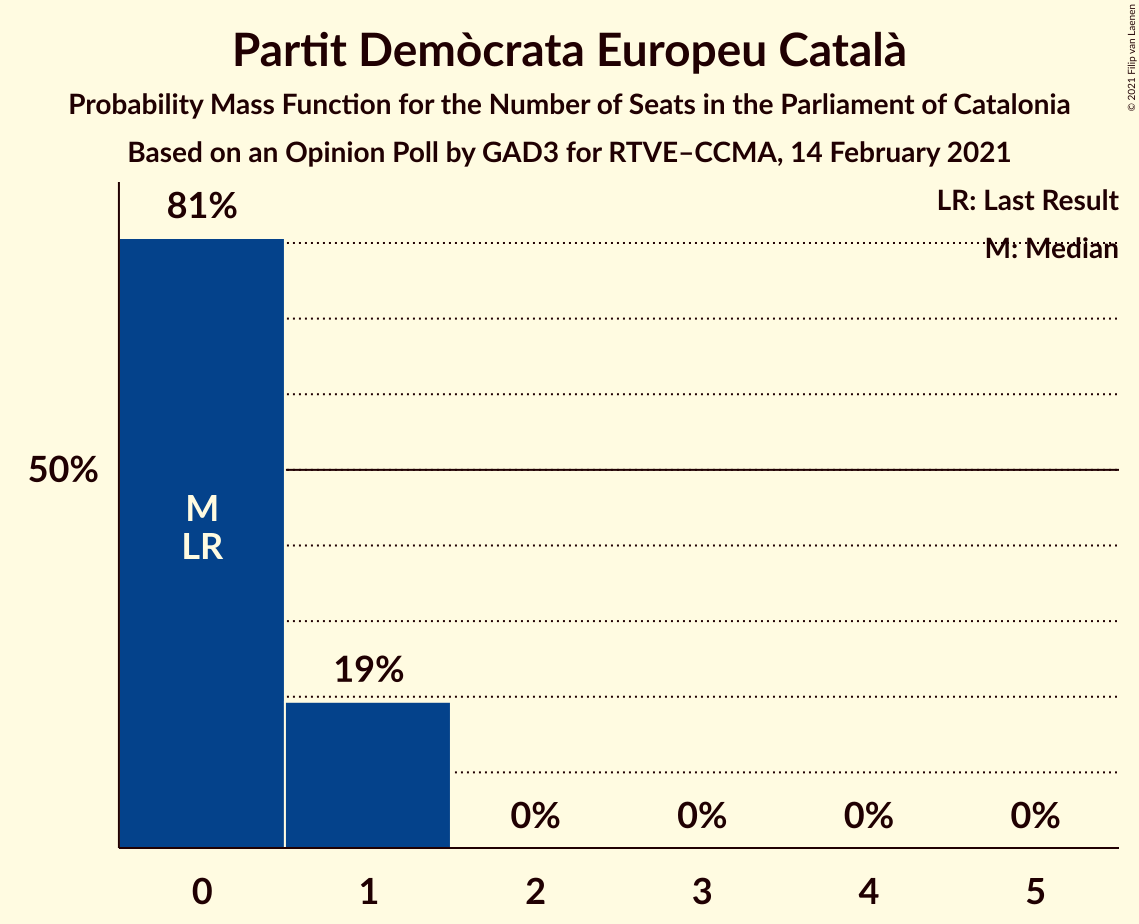 Partit Demòcrata Europeu Català
Probability Mass Function for the Number of Seats in the Parliament of Catalonia
Based on an Opinion Poll by GAD3 for RTVE–CCMA, 14 February 2021
© 2021 Filip van Laenen
LR: Last Result
M: Median
81%
50%
M
LR
19%
0% 0% 0% 0%
0 1 2 3 4 5